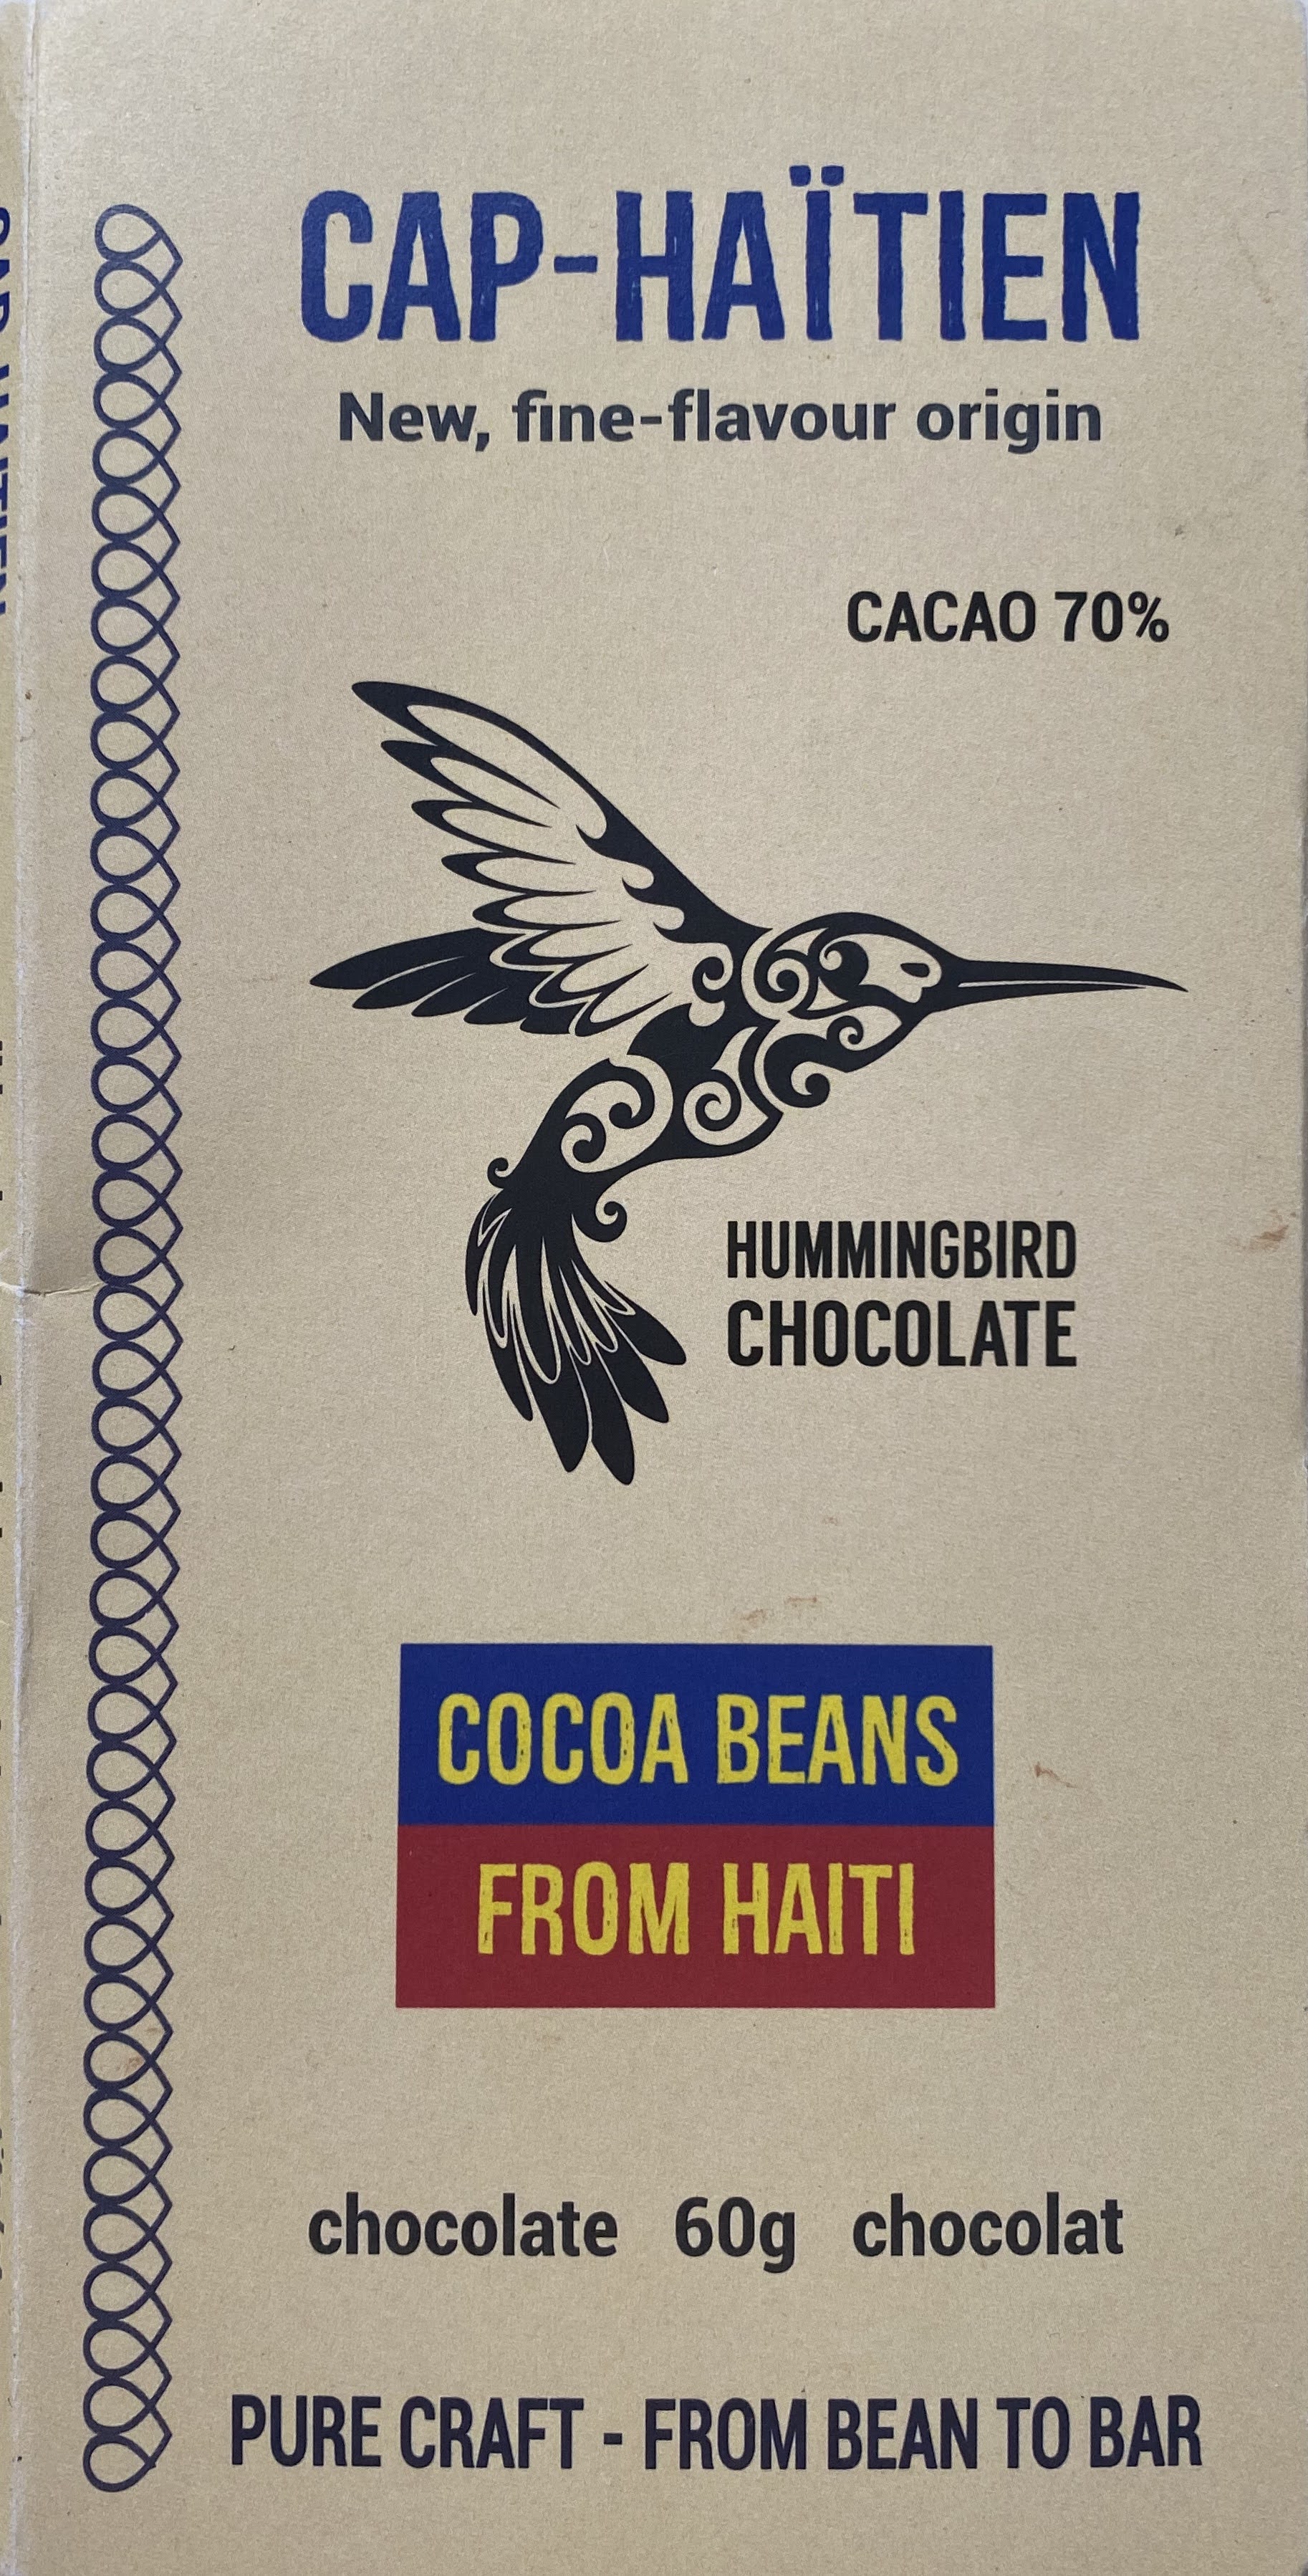 CAP-HAÏTIEN
New, fine-flavour origin
CACAO 70%
HUMMINGBIRD
CHOCOLATE
COCOA BEANS
FROM HAITI
chocolate 60g chocolat
PURE CRAFT - FROM BEAN TO BAR